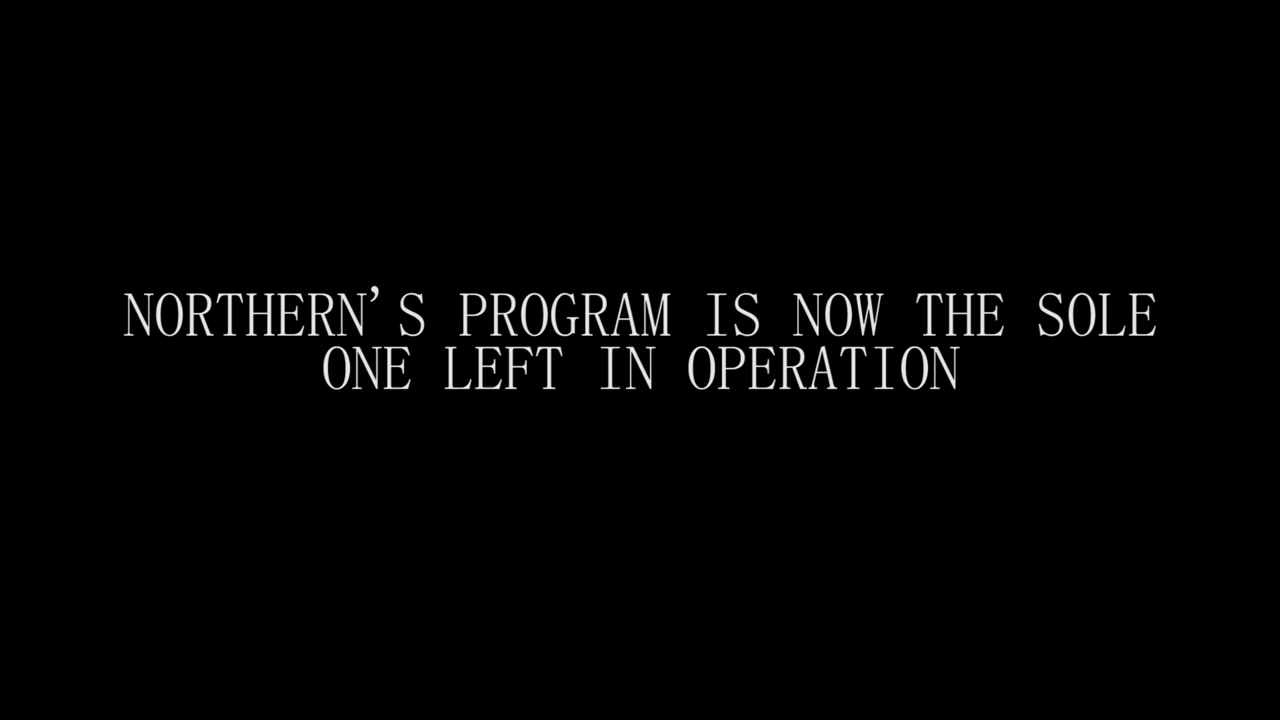 NORTHERN'S PROGRAM IS NOW THE SOLE
ONE LEFT IN OPERATION